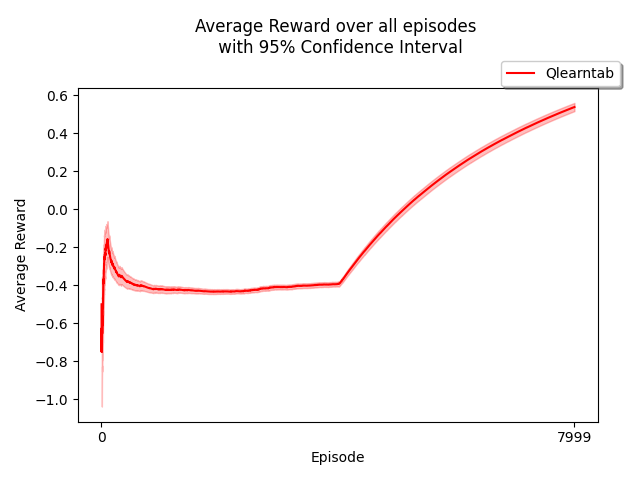 Average Reward over all episodes
with 95% Confidence Interval
Qlearntab
0.6
0.4
0.2
0.0
−0.2
−0.4
−0.6
−0.8
−1.0
Average Reward
0
7999
Episode